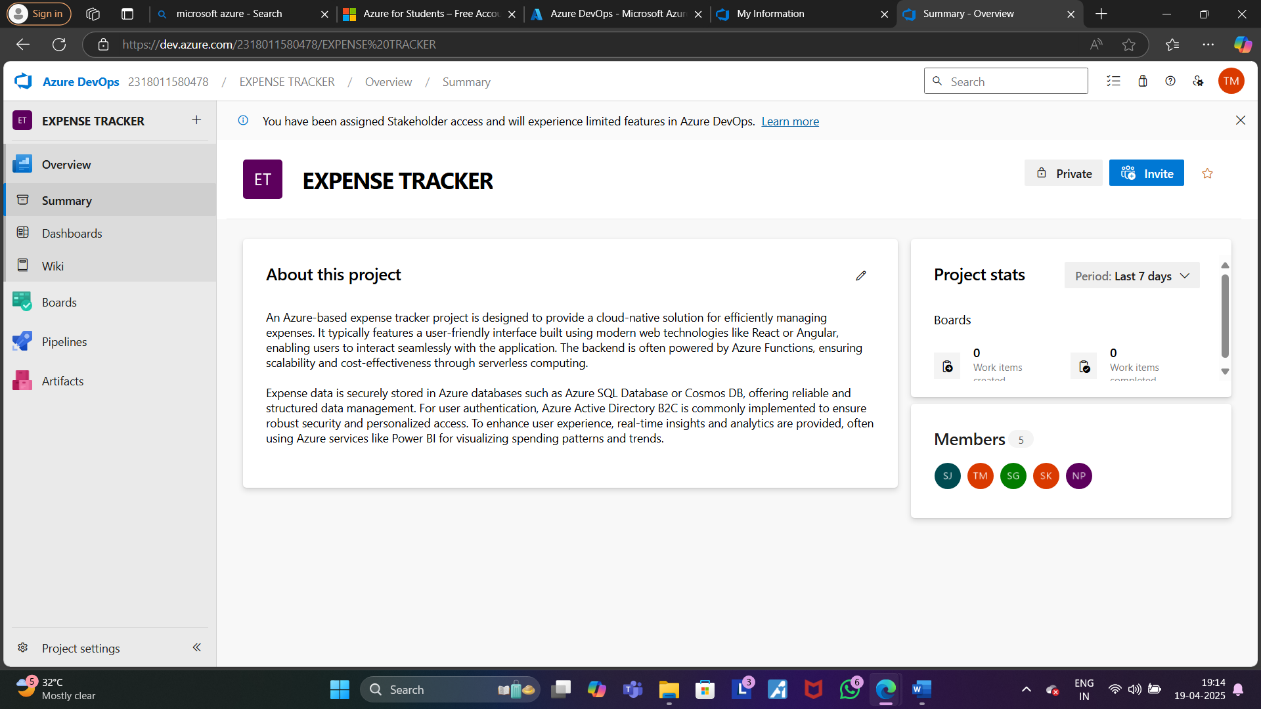 Sign in
microsoft azure - Search
Azure for Students – Free Accou
Azure DevOps - Microsoft Azur
My Information
Summary - Overview
https://dev.azure.com/2318011580478/EXPENSE%20TRACKER
Azure DevOps 2318011580478 / EXPENSE TRACKER / Overview / Summary
Search
TM
ET EXPENSE TRACKER
You have been assigned Stakeholder access and will experience limited features in Azure DevOps. Learn more
Overview
Summary
Dashboards
Wiki
Boards
Pipelines
Artifacts
Project settings
ET EXPENSE TRACKER
Private
Invite
About this project
An Azure-based expense tracker project is designed to provide a cloud-native solution for efficiently managing
expenses. It typically features a user-friendly interface built using modern web technologies like React or Angular,
enabling users to interact seamlessly with the application. The backend is often powered by Azure Functions, ensuring
scalability and cost-effectiveness through serverless computing.
Expense data is securely stored in Azure databases such as Azure SQL Database or Cosmos DB, offering reliable and
structured data management. For user authentication, Azure Active Directory B2C is commonly implemented to ensure
robust security and personalized access. To enhance user experience, real-time insights and analytics are provided, often
using Azure services like Power BI for visualizing spending patterns and trends.
Project stats
Period: Last 7 days
Boards
0
Work items
created
0
Work items
completed
Members 5
SJ TM SG SK NP
5
32°C
Mostly clear
Search
L 3
6
ENG
IN
19:14
19-04-2025